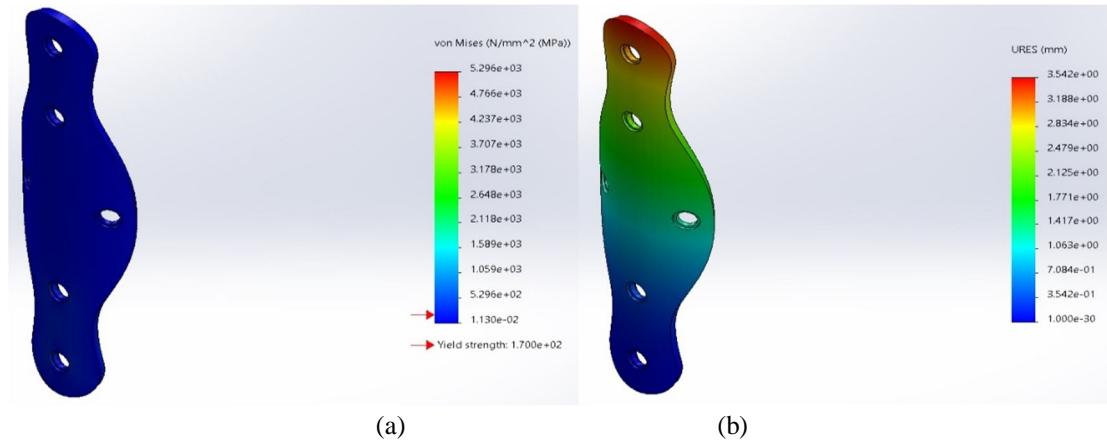 von Mises (N/mm^2 (MPa))
5.296e+03
4.766e+03
4.237e+03
3.707e+03
3.178e+03
2.648e+03
2.118e+03
1.589e+03
1.059e+03
5.296e+02
1.130e-02
Yield strength: 1.700e+02
URES (mm)
3.542e+00
3.188e+00
2.834e+00
2.479e+00
2.125e+00
1.771e+00
1.417e+00
1.063e+00
7.084e-01
3.542e-01
1.000e-30
(a)
(b)